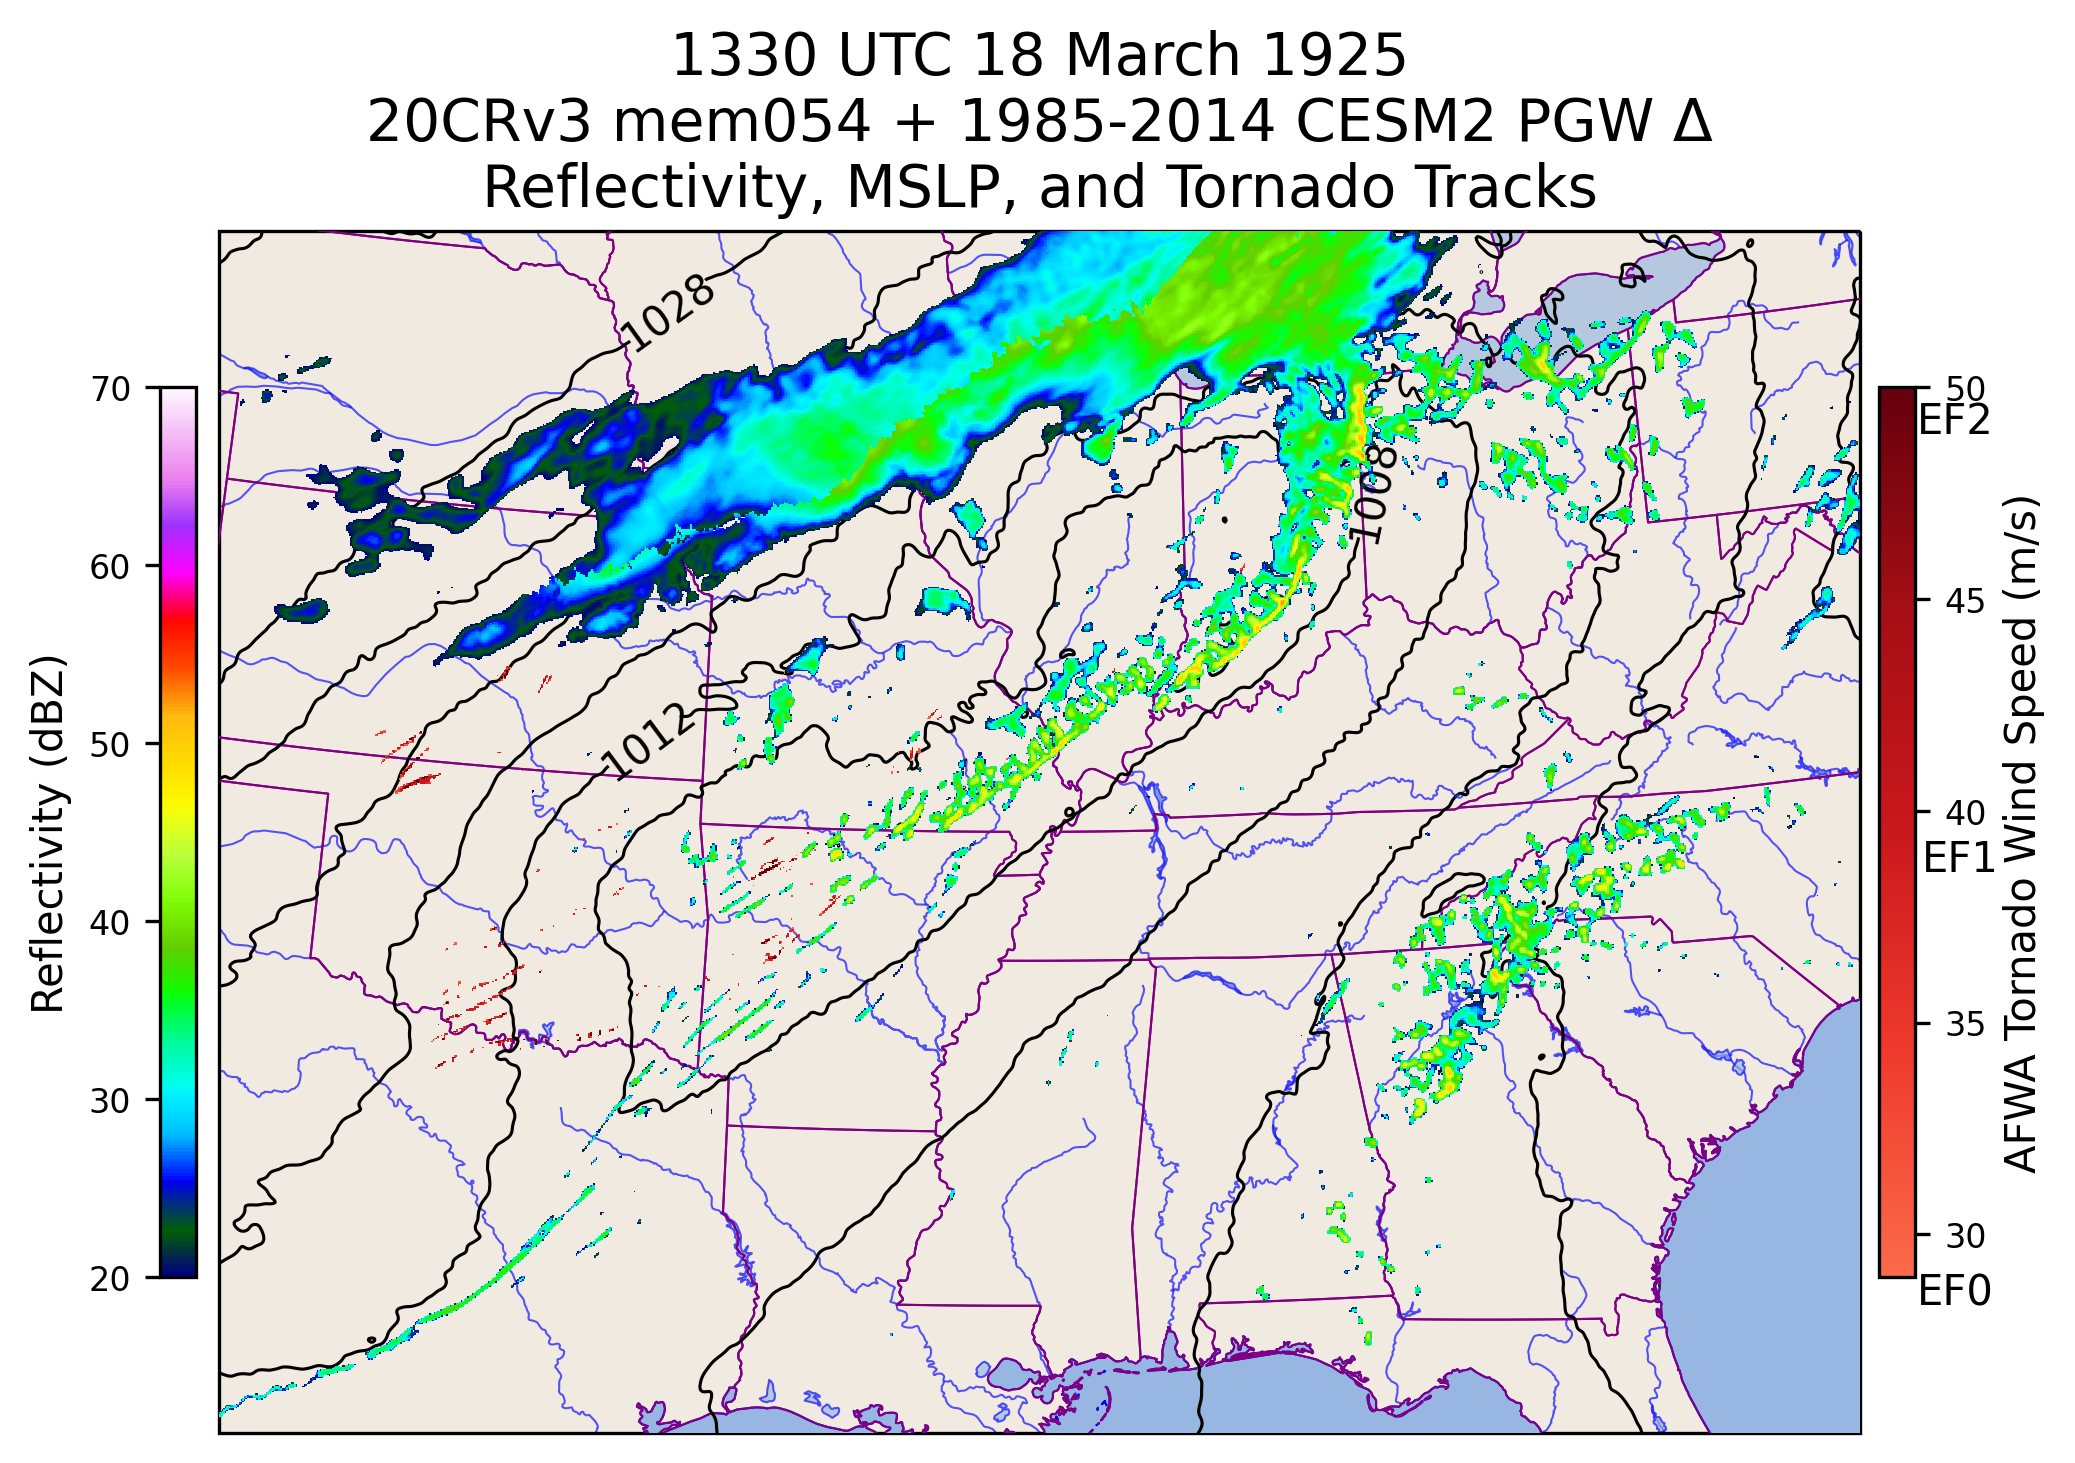 1330 UTC 18 March 1925
20CRv3 mem054 + 1985-2014 CESM2 PGW Δ
Reflectivity, MSLP, and Tornado Tracks
1028
1008
1012
70
60
50
40
30
20
Reflectivity (dBZ)
50
EF2
45
40
EF1
35
30
EF0
AFWA Tornado Wind Speed (m/s)